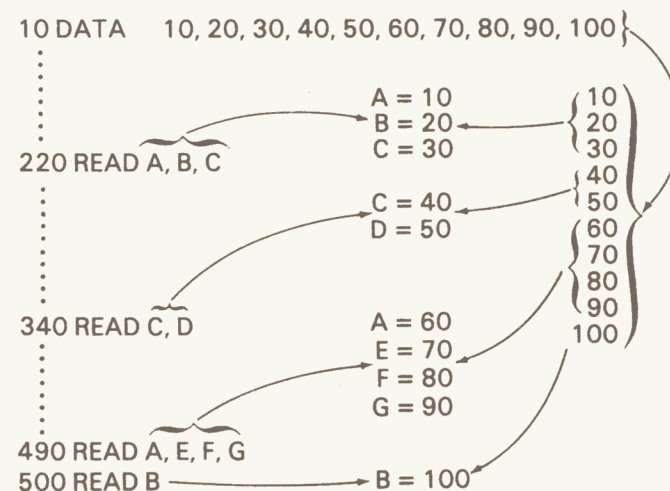 10 DATA 10, 20, 30, 40, 50, 60, 70, 80, 90, 100
A = 10
B = 20
C = 30
10
20
30
220 READ A, B, C
40
50
C = 40
D = 50
60
70
80
90
100
340 READ C, D
A = 60
E = 70
F = 80
G = 90
490 READ A, E, F, G
500 READ B
B = 100